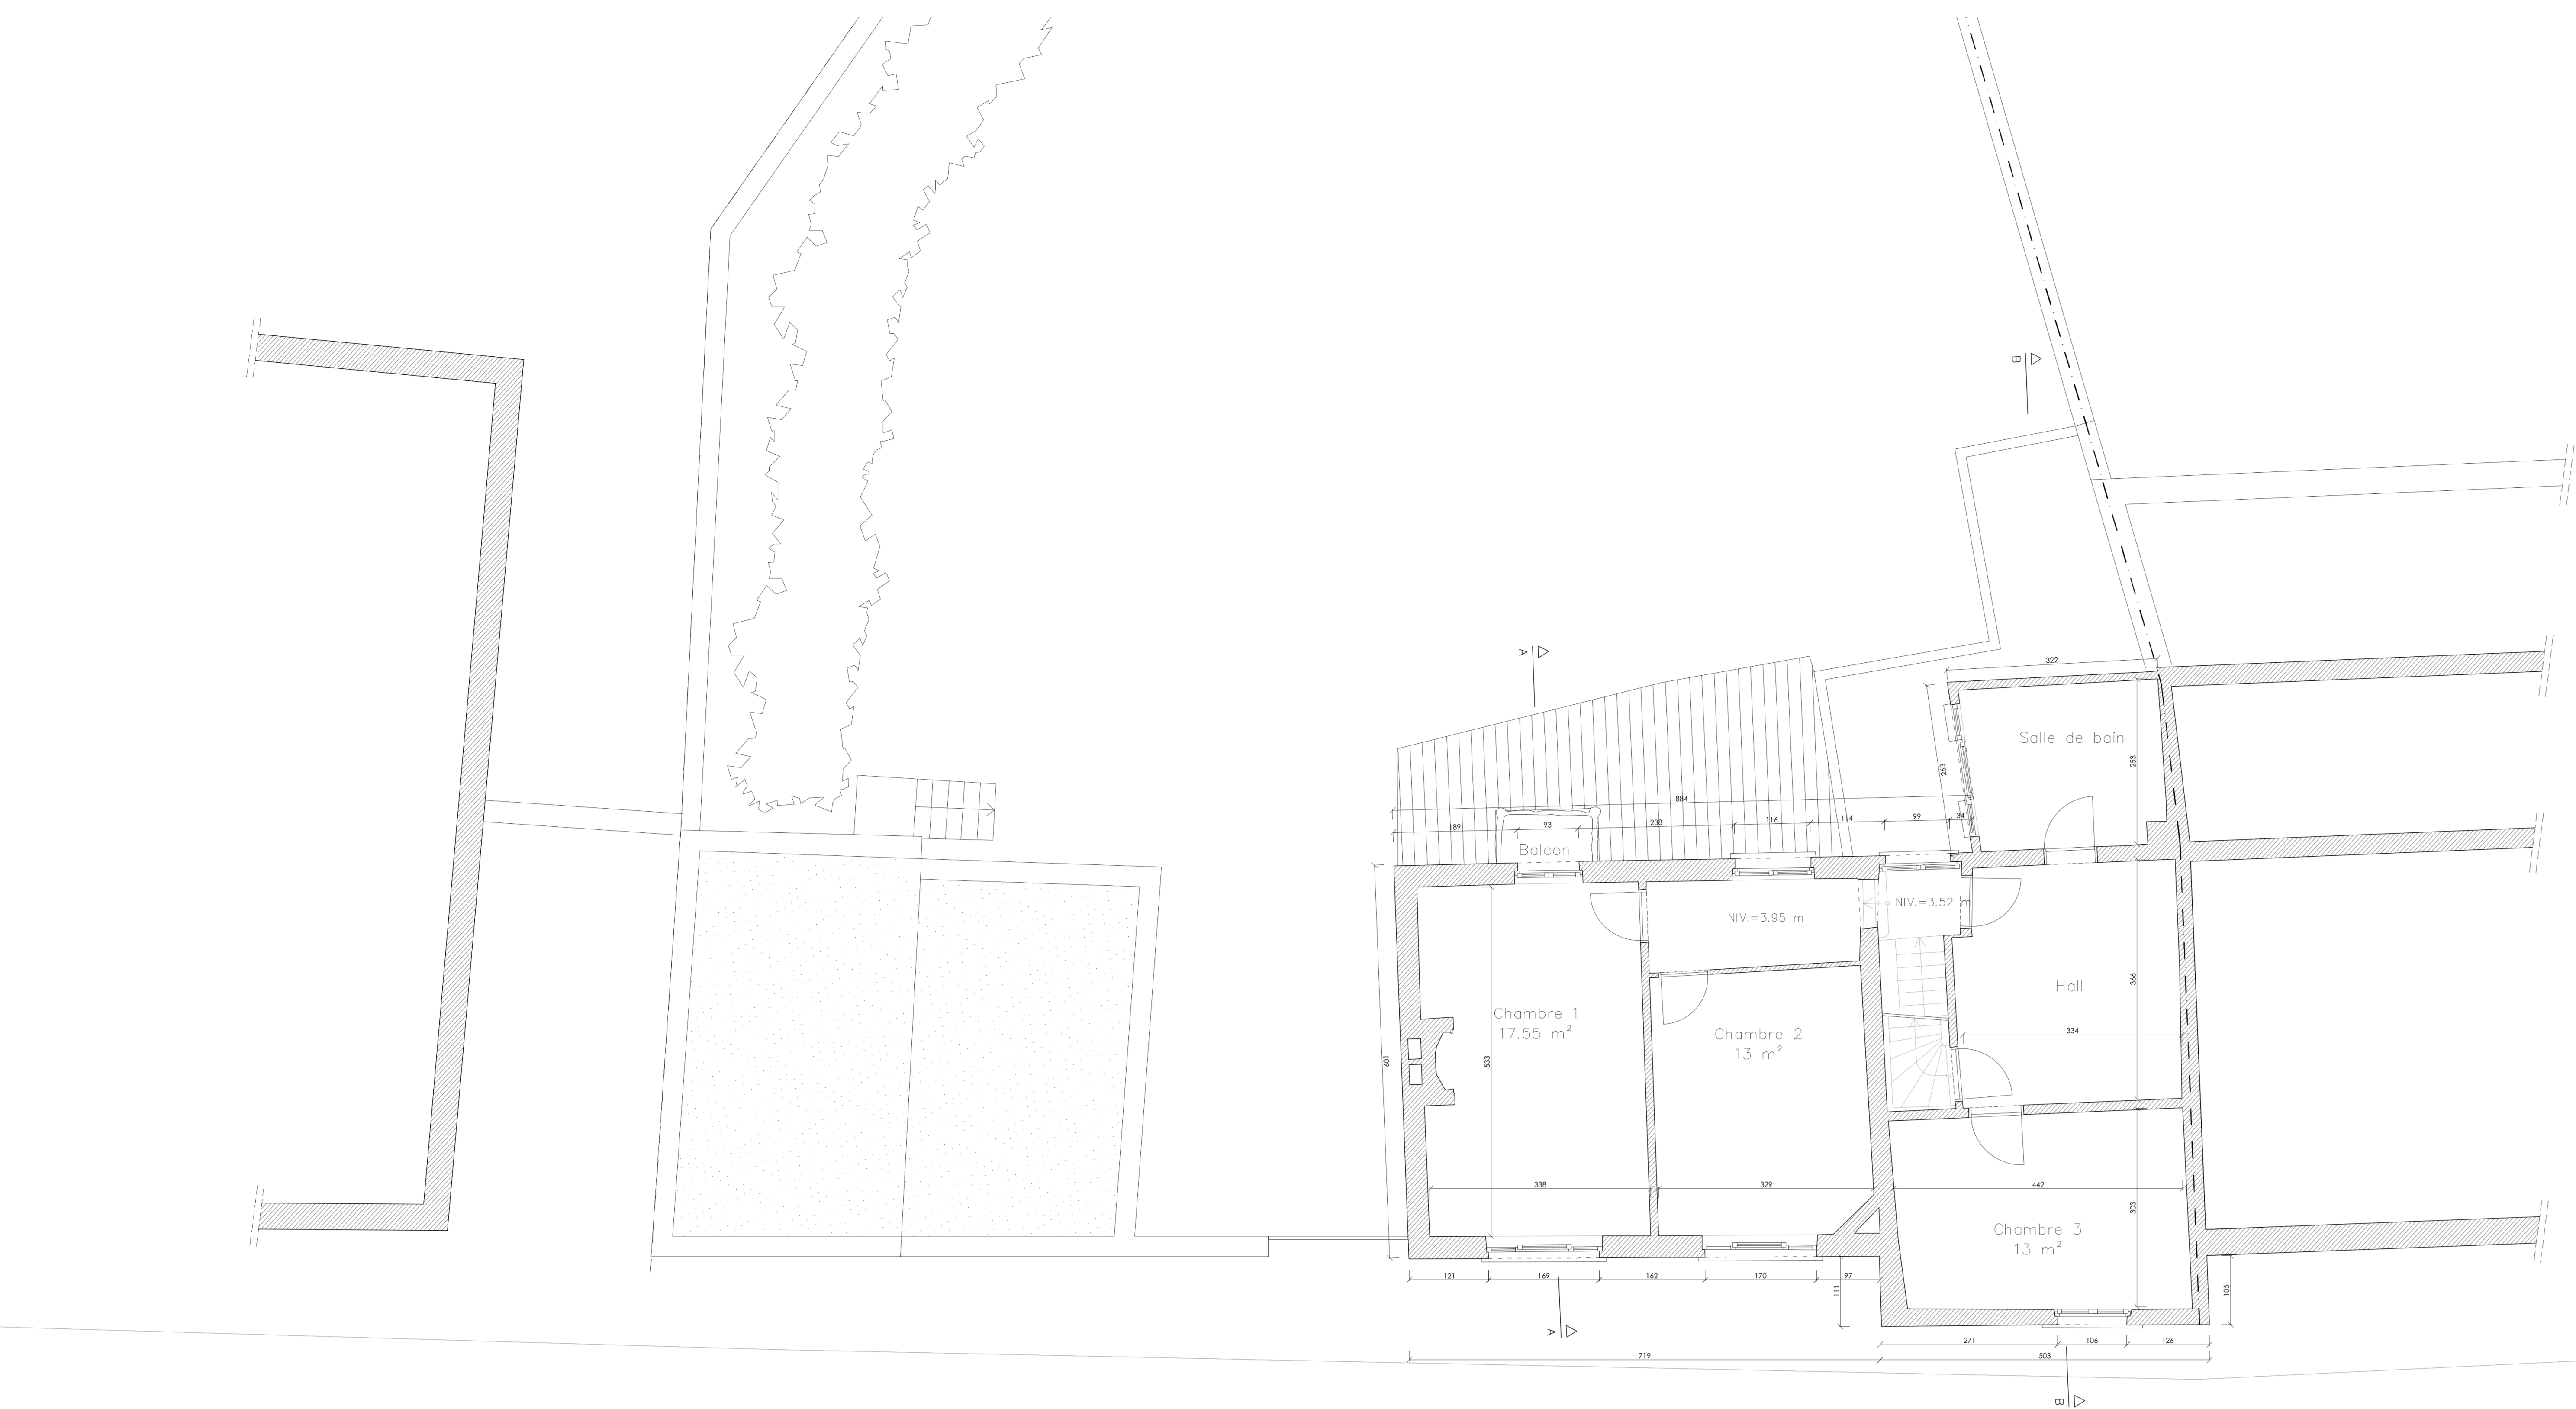 B
A
322
Salle de bain
253
263
884
189
93
238
116
114
99
34
Balcon
NIV.=3.95 m
NIV.=3.52 m
Hall
366
334
Chambre 1
17.55 m²
Chambre 2
13 m²
601
533
338
329
442
303
Chambre 3
13 m²
121
169
162
170
97
111
105
A
271
106
126
719
503
B